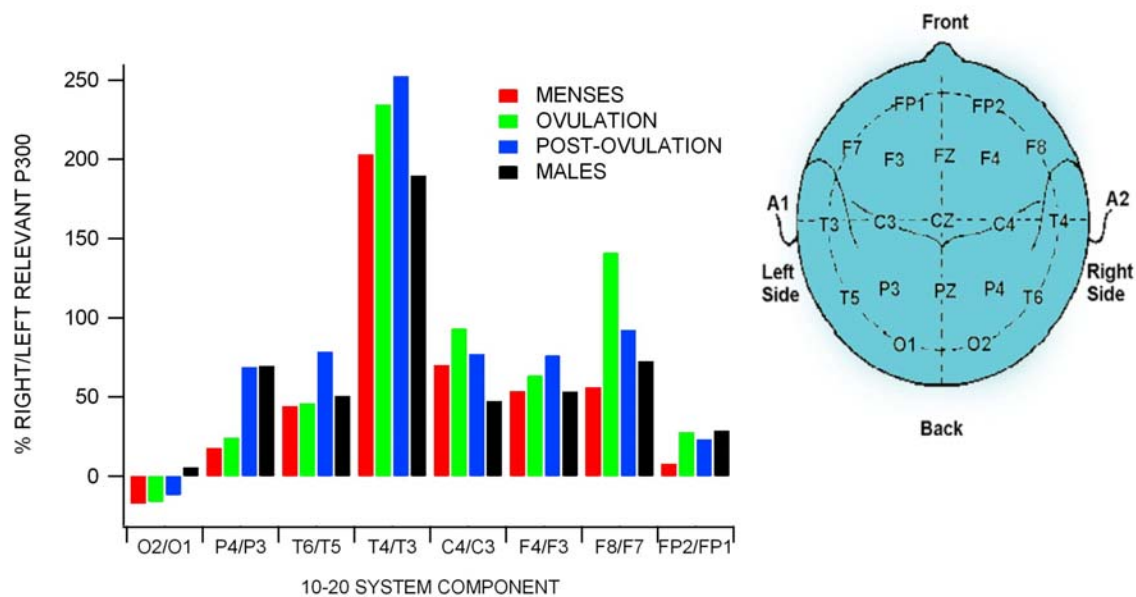 % RIGHT/LEFT RELEVANT P300
250
200
150
100
50
0
MENSES
OVULATION
POST-OVULATION
MALES
O2/O1 P4/P3 T6/T5 T4/T3 C4/C3 F4/F3 F8/F7 FP2/FP1
10-20 SYSTEM COMPONENT
Front
FP1 FP2
F7 F3 FZ F4 F8
A1 A2
T3 C3 CZ C4 T4
Left Right
Side Side
T5 P3 PZ P4 T6
O1 O2
Back